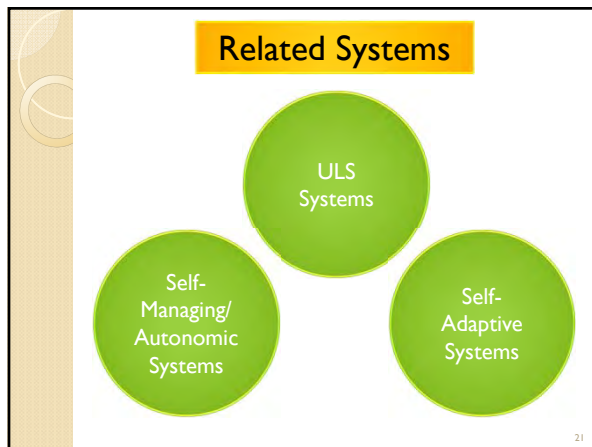 Related Systems
ULS
Systems
Self-
Managing/
Autonomic
Systems
Self-
Adaptive
Systems
21